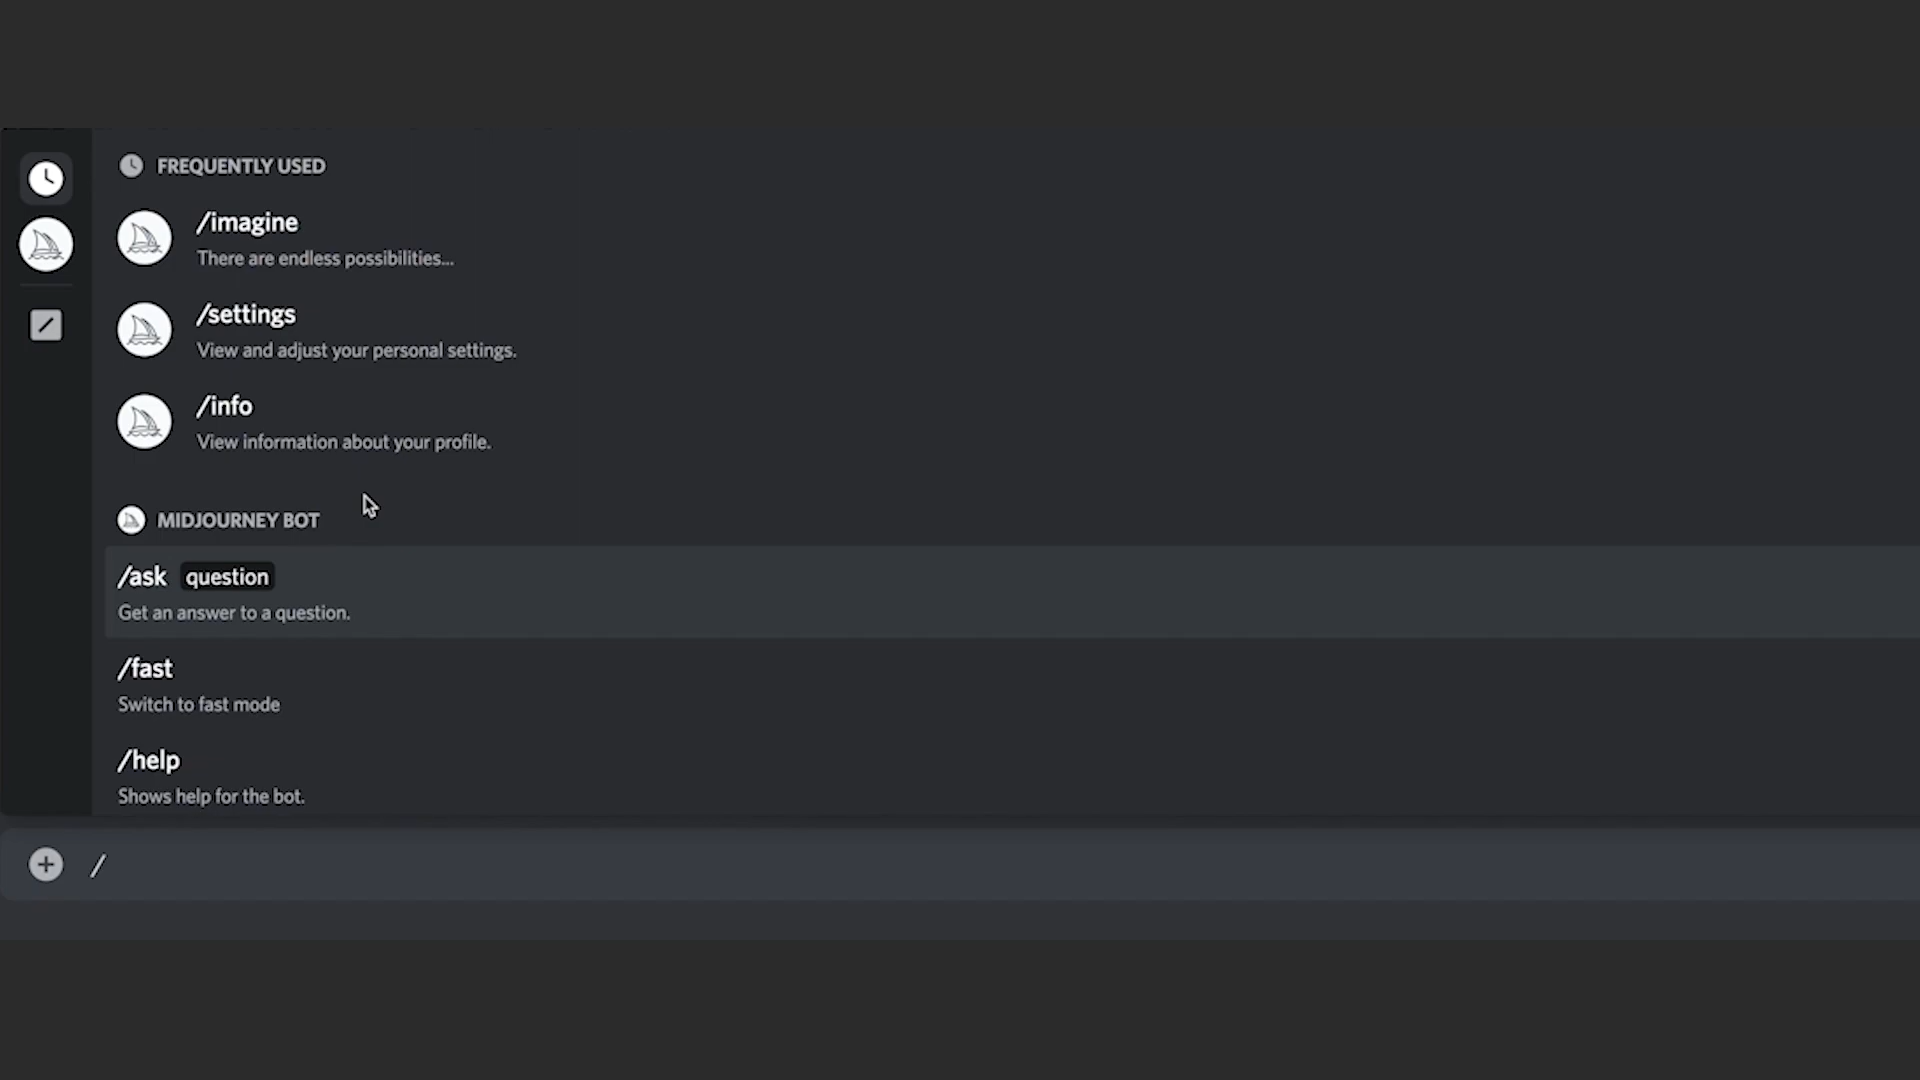 FREQUENTLY USED
/imagine
There are endless possibilities...
/settings
View and adjust your personal settings.
/info
View information about your profile.
MIDJOURNEY BOT
/ask question
Get an answer to a question.
/fast
Switch to fast mode
/help
Shows help for the bot.
/